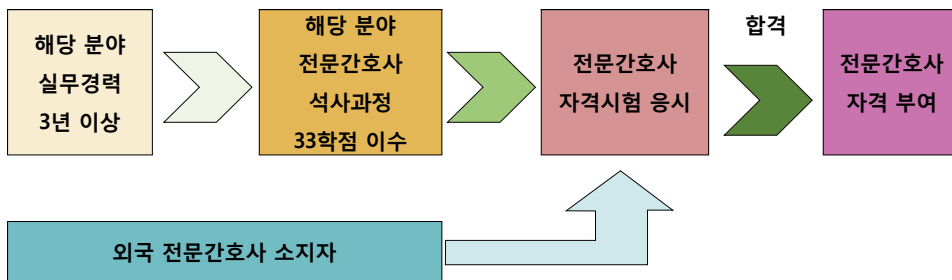 해당 분야
실무경력
3년 이상
해당 분야
전문간호사
석사과정
33학점 이수
전문간호사
자격시험 응시
합격
전문간호사
자격 부여
외국 전문간호사 소지자